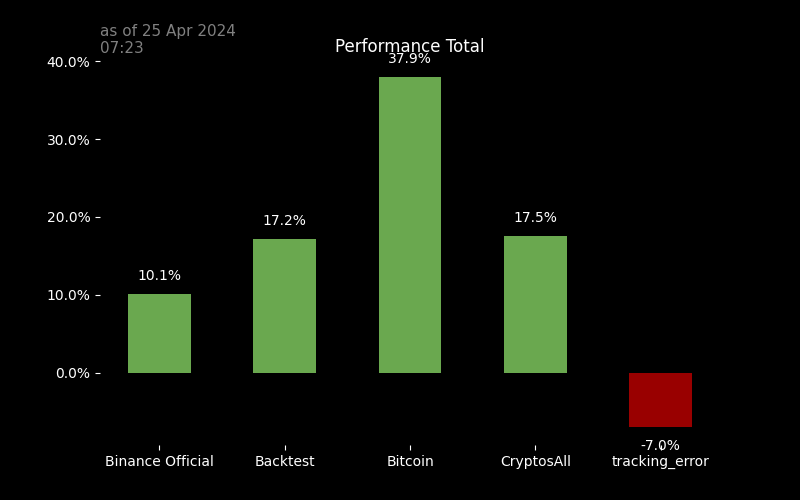 as of 25 Apr 2024
07:23
Performance Total
40.0%
30.0%
20.0%
10.0%
0.0%
10.1%
17.2%
37.9%
17.5%
-7.0%
Binance Official
Backtest
Bitcoin
CryptosAll
tracking_error